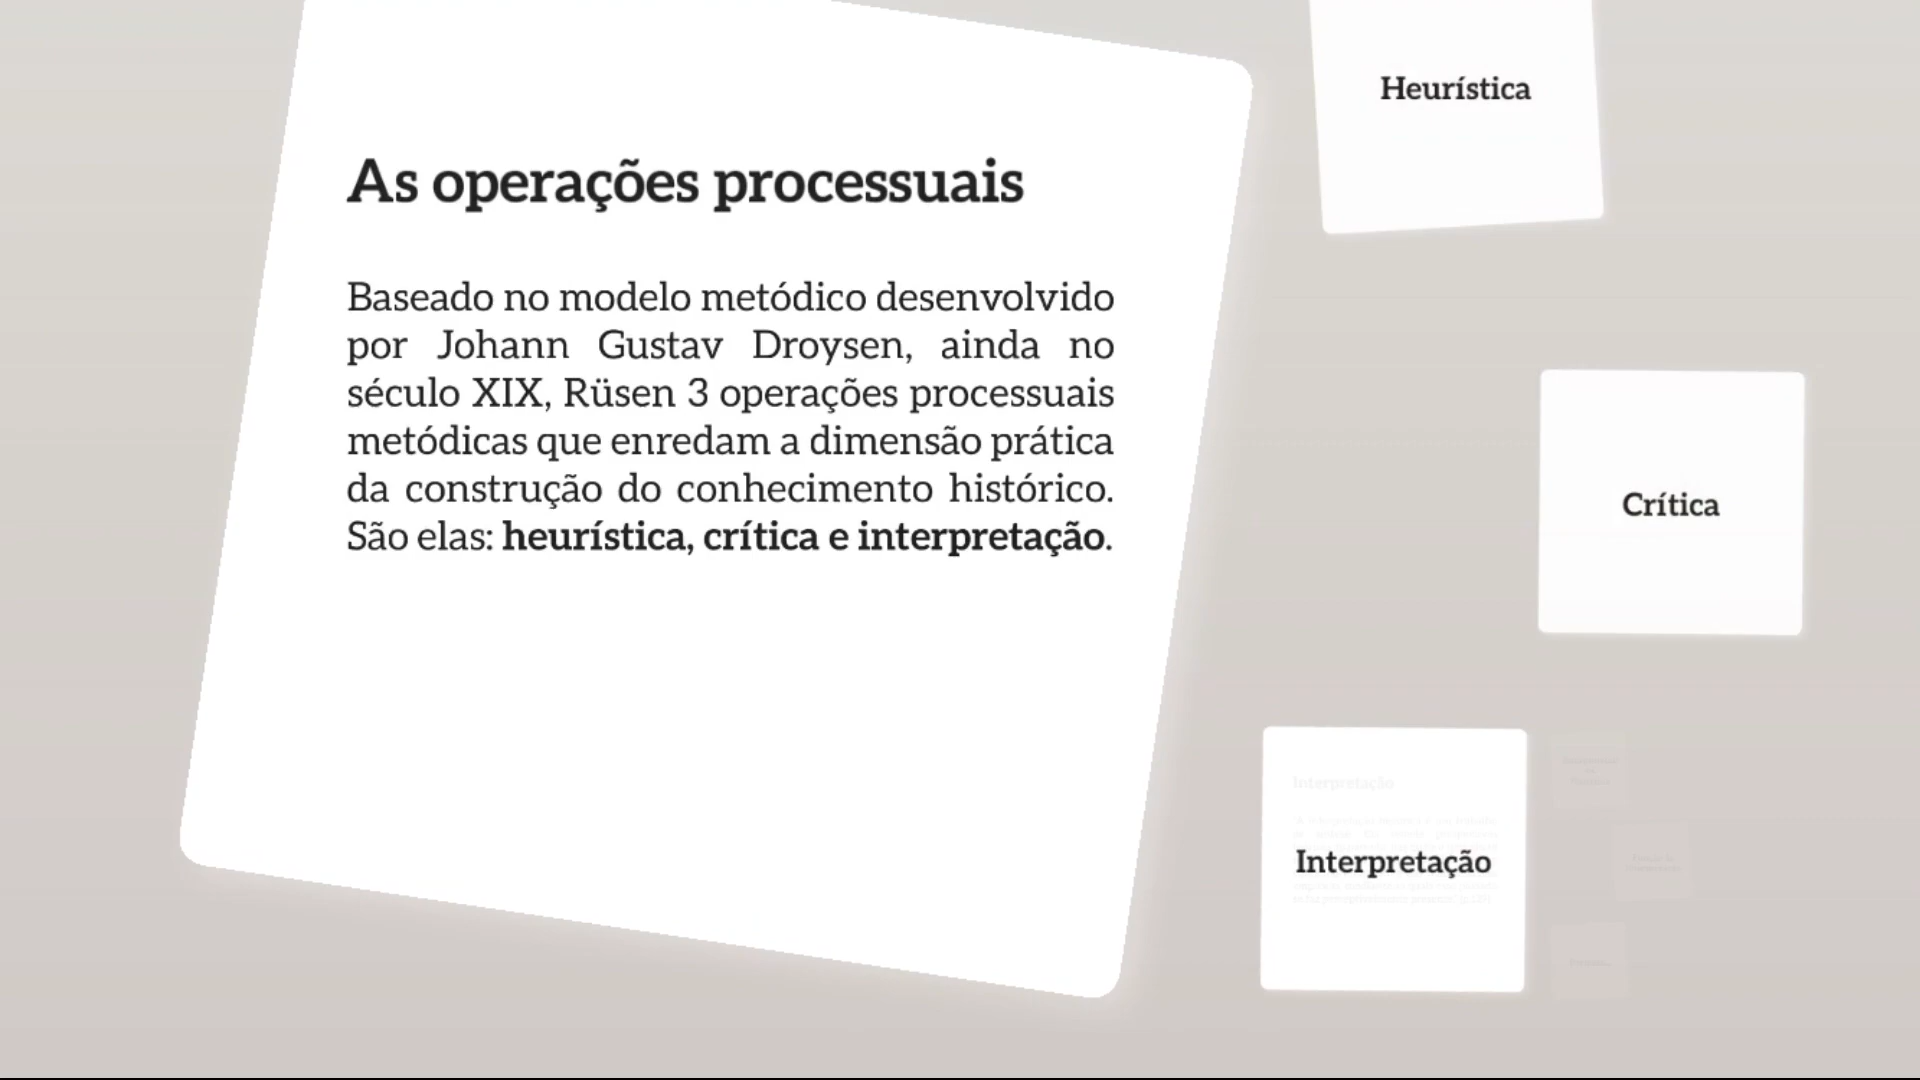 As operações processuais
Baseado no modelo metódico desenvolvido
por Johann Gustav Droysen, ainda no
século XIX, Rüsen 3 operações processuais
metódicas que enredam a dimensão prática
da construção do conhecimento histórico.
São elas: heurística, crítica e interpretação.
Heurística
Crítica
Interpretação
Interpretação